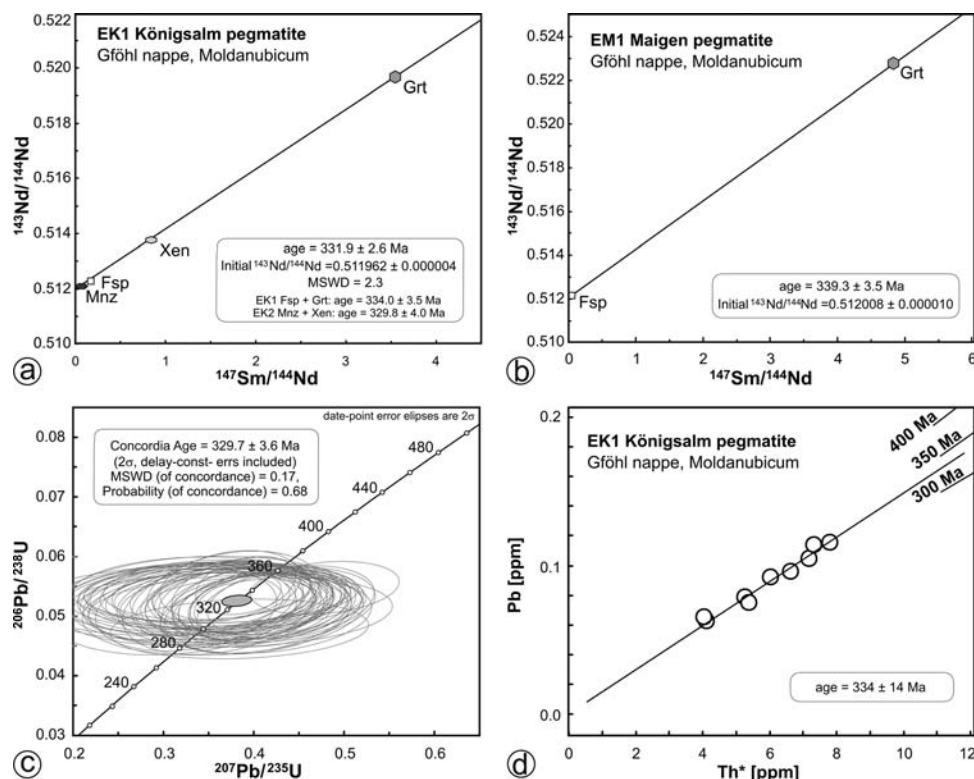 EK1 Königsalm pegmatite
Gföhl nappe, Moldanubicum
0.522
0.520
0.518
0.516
0.514
0.512
0.510
143Nd/144Nd
Grt
Xen
Fsp
Mnz
age = 331.9 ± 2.6 Ma
Initial 143Nd/144Nd =0.511962 ± 0.000004
MSWD = 2.3
EK1 Fsp + Grt: age = 334.0 ± 3.5 Ma
EK2 Mnz + Xen: age = 329.8 ± 4.0 Ma
0 1 2 3 4
147Sm/144Nd
a
EM1 Maigen pegmatite
Gföhl nappe, Moldanubicum
0.524
0.522
0.520
0.518
0.516
0.514
0.512
0.510
143Nd/144Nd
Grt
Fsp
age = 339.3 ± 3.5 Ma
Initial 143Nd/144Nd=0.512008 ± 0.000010
0 1 2 3 4 5 6
147Sm/144Nd
b
date-point error elipses are 2σ
Concordia Age = 329.7 ± 3.6 Ma
(2σ, delay-const- errs included)
MSWD (of concordance) = 0.17,
Probability (of concordance) = 0.68
0.08
0.07
0.06
0.05
0.04
0.03
206Pb/238U
480
440
400
360
320
280
240
0.2 0.3 0.4 0.5 0.6
207Pb/235U
c
EK1 Königsalm pegmatite
Gföhl nappe, Moldanubicum
400 Ma
350 Ma
300 Ma
0.2
0.1
0.0
Pb [ppm]
age = 334 ± 14 Ma
0 2 4 6 8 10 12
Th* [ppm]
d